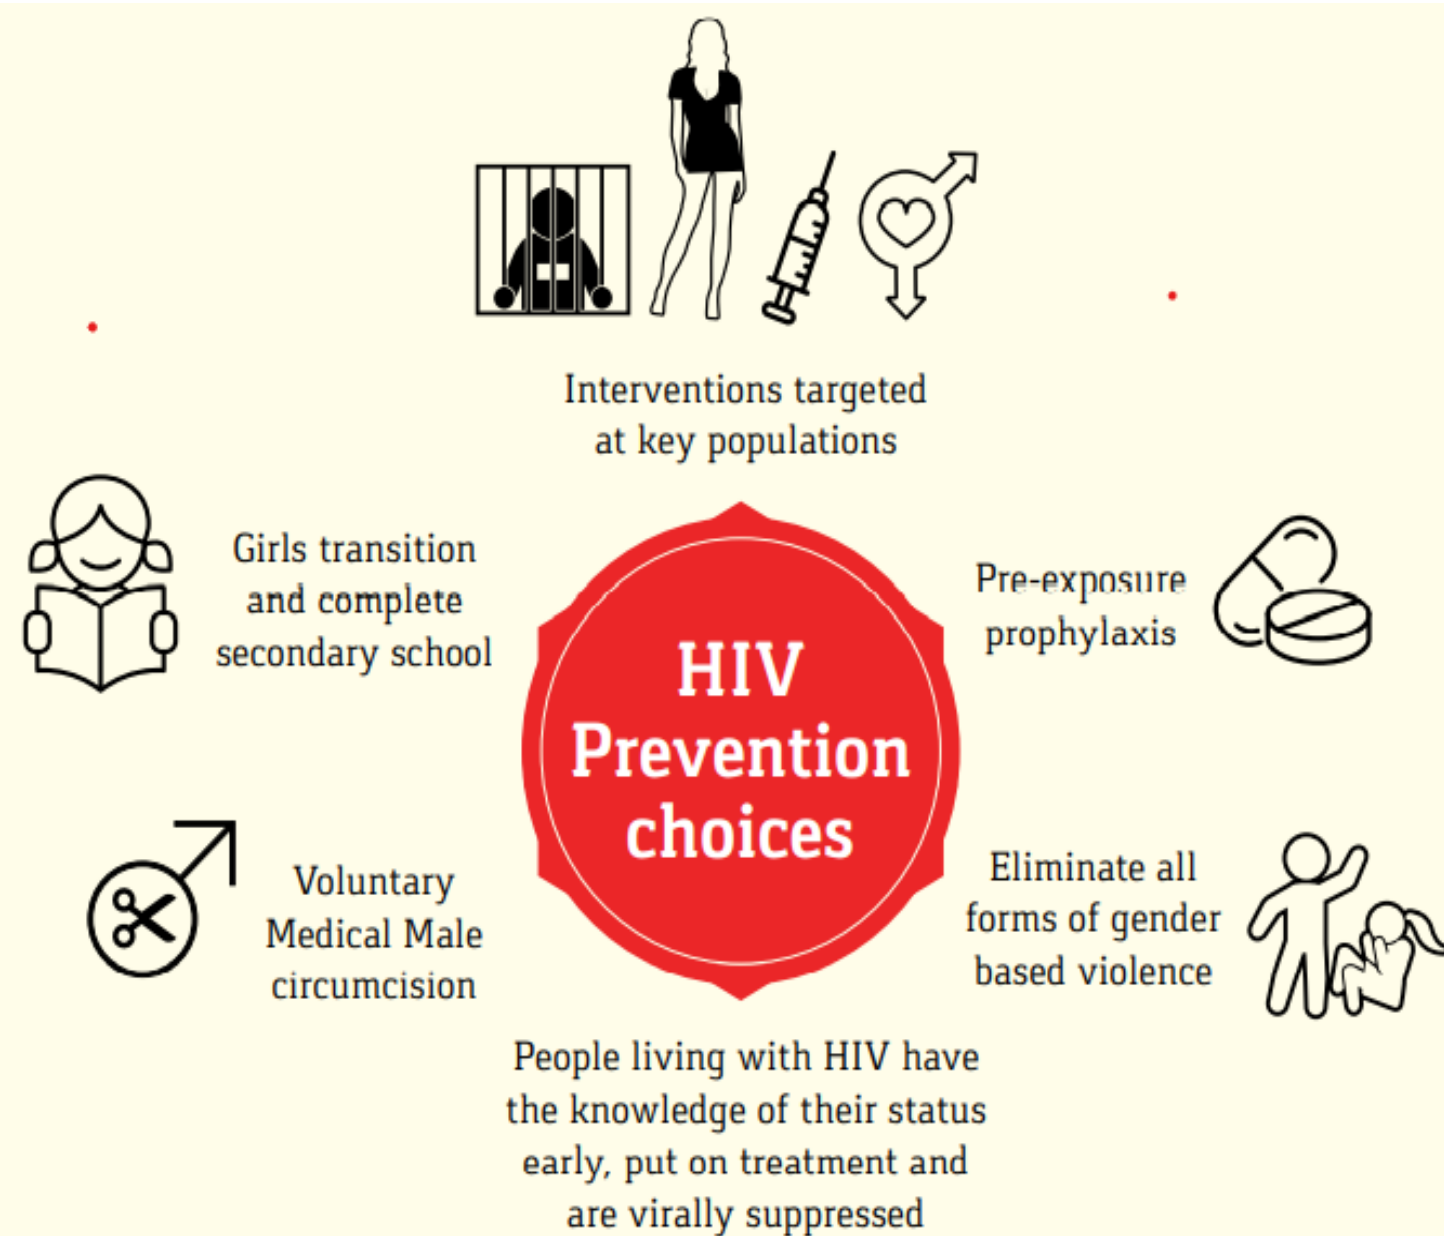 Interventions targeted
at key populations
Girls transition
and complete
secondary school
Pre-exposure
prophylaxis
HIV
Prevention
choices
Voluntary
Medical Male
circumcision
Eliminate all
forms of gender
based violence
People living with HIV have
the knowledge of their status
early, put on treatment and
are virally suppressed